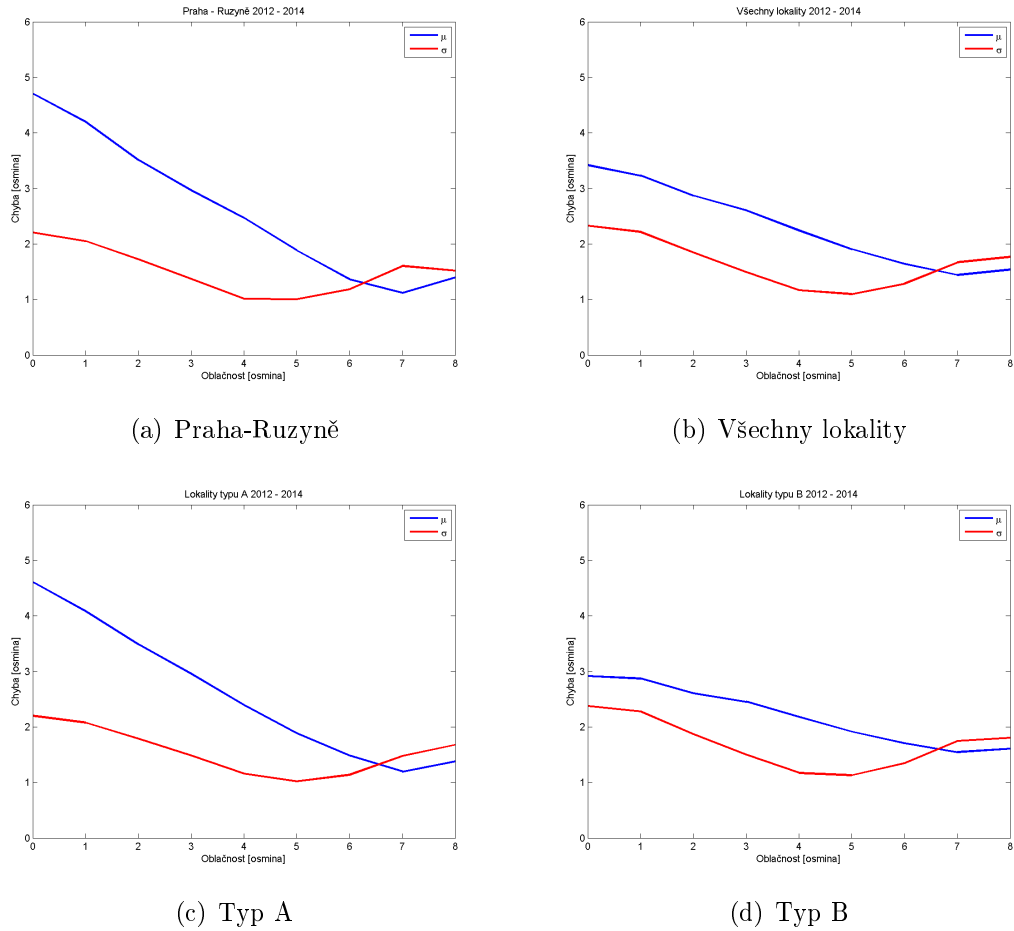 Praha - Ruzyně 2012 - 2014
μ
σ
6
5
4
3
2
1
0
Chyba [osmina]
0 1 2 3 4 5 6 7 8
Oblačnost [osmina]
(a) Praha-Ruzyně
Všechny lokality 2012 - 2014
μ
σ
6
5
4
3
2
1
0
Chyba [osmina]
0 1 2 3 4 5 6 7 8
Oblačnost [osmina]
(b) Všechny lokality
Lokality typu A 2012 - 2014
μ
σ
6
5
4
3
2
1
0
Chyba [osmina]
0 1 2 3 4 5 6 7 8
Oblačnost [osmina]
(c) Typ A
Lokality typu B 2012 - 2014
μ
σ
6
5
4
3
2
1
0
Chyba [osmina]
0 1 2 3 4 5 6 7 8
Oblačnost [osmina]
(d) Typ B